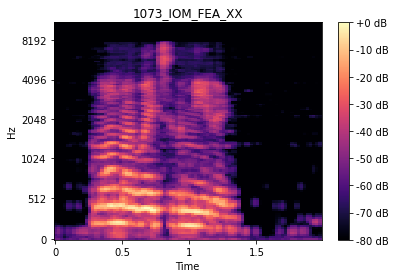 1073_IOM_FEA_XX
+0 dB
8192
-10 dB
4096
-20 dB
-30 dB
2048
Hz
-40 dB
1024
-50 dB
512
-60 dB
-70 dB
0
-80 dB
0 0.5 1 1.5
Time